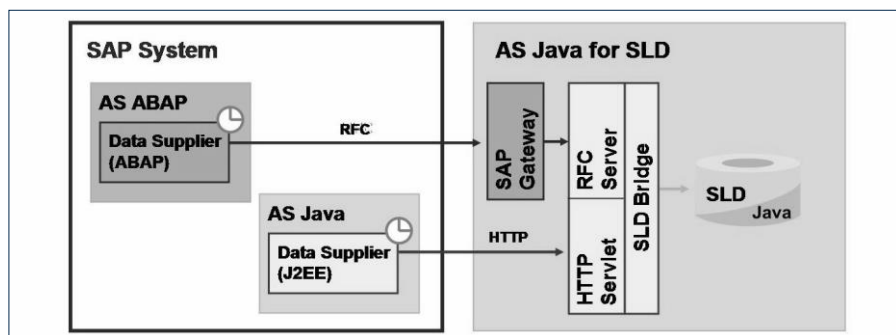 SAP System
AS ABAP
Data Supplier
(ABAP)
RFC
AS Java
Data Supplier
(J2EE)
HTTP
AS Java for SLD
SAP
Gateway
RFC
Server
HTTP
Servlet
SLD Bridge
SLD
Java